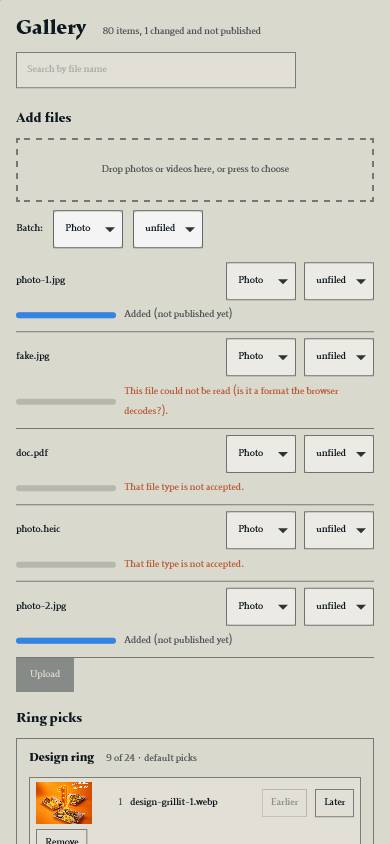 Gallery 80 items, 1 changed and not published
Search by file name
Add files
Drop photos or videos here, or press to choose
Batch: Photo unfiled
photo-1.jpg Photo unfiled
Added (not published yet)
fake.jpg Photo unfiled
This file could not be read (is it a format the browser
decodes?).
doc.pdf Photo unfiled
That file type is not accepted.
photo.heic Photo unfiled
That file type is not accepted.
photo-2.jpg Photo unfiled
Added (not published yet)
Upload
Ring picks
Design ring 9 of 24 · default picks
1 design-grillit-1.webp Earlier Later
Remove